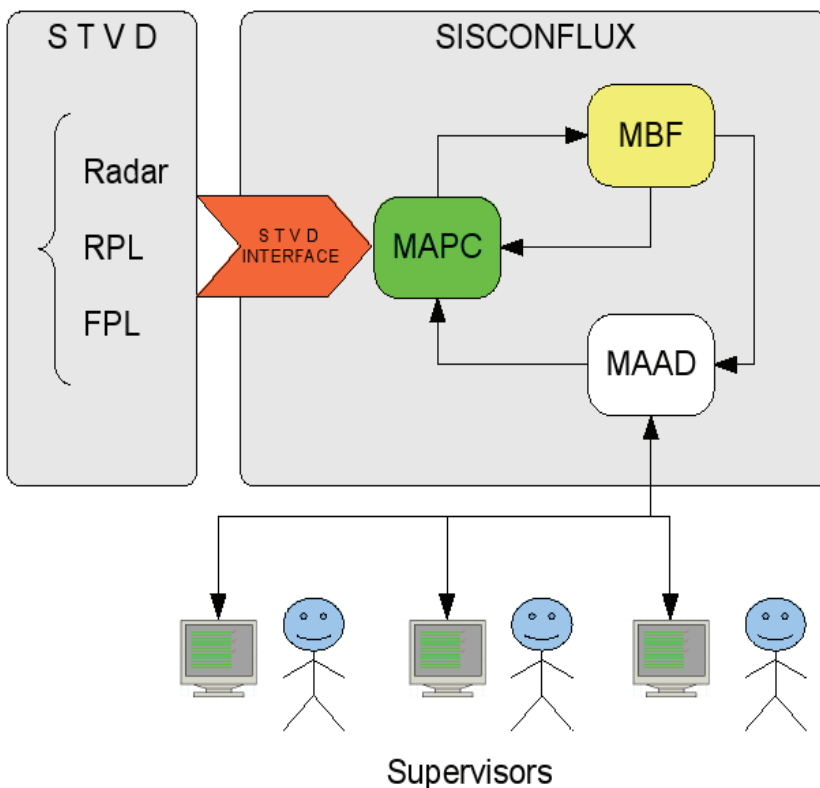 S T V D
SISCONFLUX
MBF
Radar
S T V D
INTERFACE
MAPC
RPL
FPL
MAAD
Supervisors